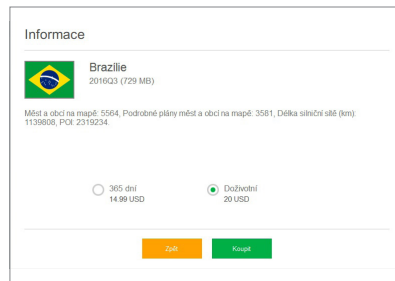 Informace
Brazilie
2016Q3 (729 MB)
Měst a obcí na mapě: 5564, Podrobné plány měst a obcí na mapě: 3581, Délka silniční sítě (km):
1139808, POI: 2319234.
365 dní
14.99 USD
Doživotní
20 USD
Zpět
Koupit